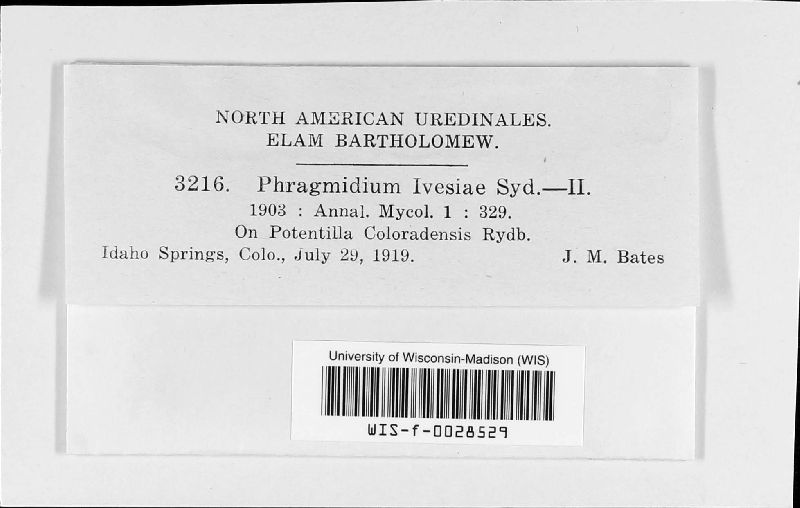 NORTH AMERICAN UREDINALES.
ELAM BARTHOLOMEW.
3216. Phragmidium Ivesiae Syd.—II.
1903 : Annal. Mycol. 1 : 329.
On Potentilla Coloradensis Rydb.
Idaho Springs, Colo., July 29, 1919. J. M. Bates
University of Wisconsin-Madison (WIS)
WIS-f-0028529